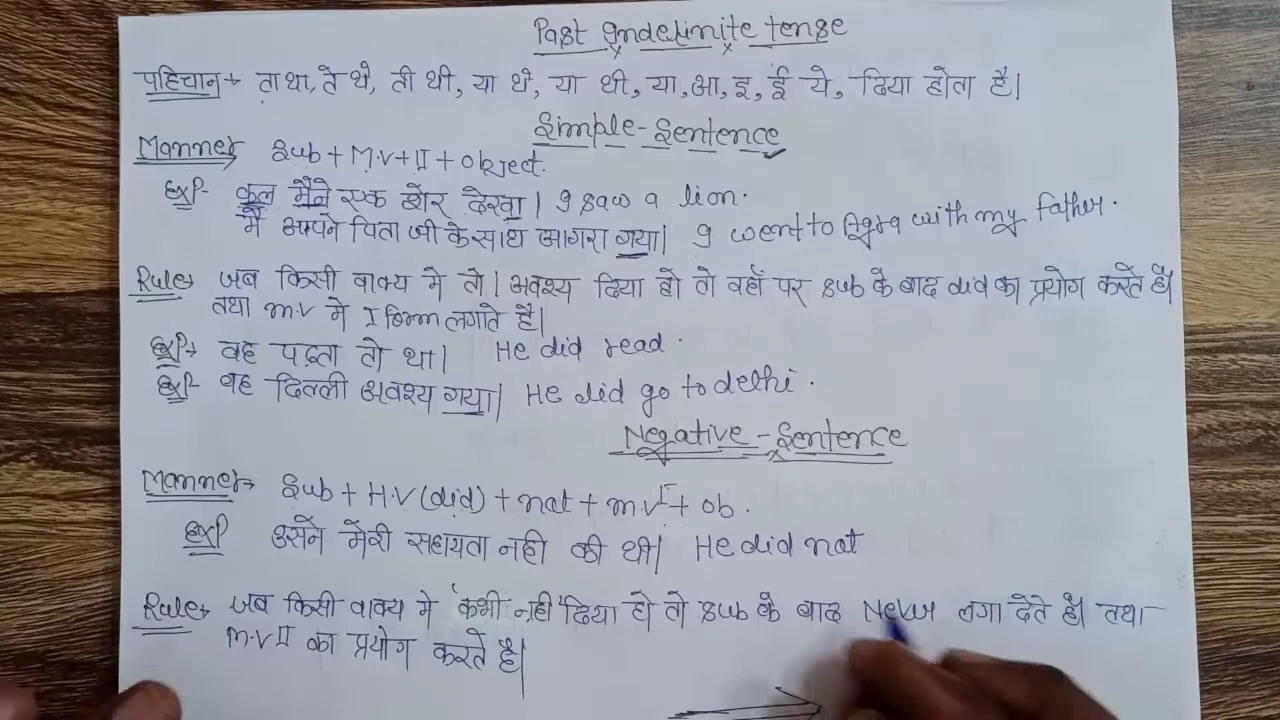 Past Indefinite tense
पहिचान→ ता था, ते थे, ती थी, या थे, या थी, या, आ, इ, ई ये, दिया होता है।
Simple-Sentence
Manner Sub + M.V + II + object.
Exp- कल मैने एक शेर देखा। I saw a lion.
मैं अपने पिता जी के साथ आगरा गया। I went to Agra with my father.
Rule→ जब किसी वाक्य मे तो। अवश्य दिया हो तो वहाँ पर sub के बाद did का प्रयोग करते है।
तथा m.v मे I form लगाते है।
Exp→ वह पढ़ता तो था। He did read.
Exp- वह दिल्ली अवश्य गया। He did go to delhi.
Negative-Sentence
Manner→ Sub + H.V (did) + not + m.v I + ob.
Exp उसने मेरी सहायता नही की थी। He did not
Rule→ जब किसी वाक्य मे 'कभी नही' दिया हो तो sub के बाद Never लगा देते है। तथा
m.v II का प्रयोग करते है।